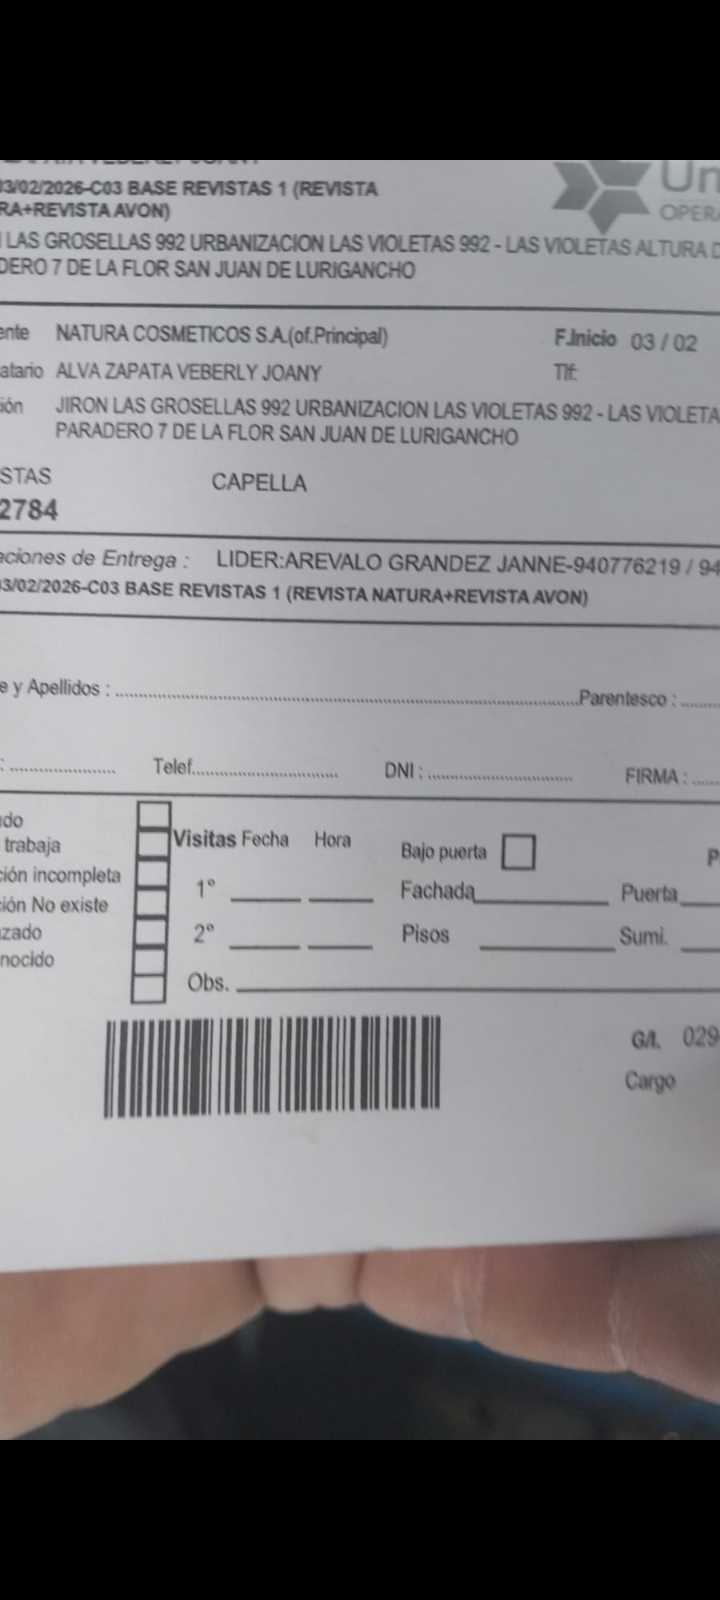 03/02/2026-C03 BASE REVISTAS 1 (REVISTA
RA+REVISTA AVON)
Un
OPERA
LAS GROSELLAS 992 URBANIZACION LAS VIOLETAS 992 - LAS VIOLETAS ALTURA D
DERO 7 DE LA FLOR SAN JUAN DE LURIGANCHO
ente NATURA COSMETICOS S.A.(of.Principal) F.Inicio 03 / 02
atario ALVA ZAPATA VEBERLY JOANY Tlf:
ión JIRON LAS GROSELLAS 992 URBANIZACION LAS VIOLETAS 992 - LAS VIOLETA
PARADERO 7 DE LA FLOR SAN JUAN DE LURIGANCHO
STAS CAPELLA
2784
aciones de Entrega : LIDER:AREVALO GRANDEZ JANNE-940776219 / 94
03/02/2026-C03 BASE REVISTAS 1 (REVISTA NATURA+REVISTA AVON)
e y Apellidos : Parentesco :
: Telef. DNI : FIRMA :
do
trabaja
ción incompleta
ción No existe
zado
nocido
Visitas Fecha Hora Bajo puerta P
1° Fachada Puerta
2° Pisos Sumi.
Obs.
G/I. 029
Cargo